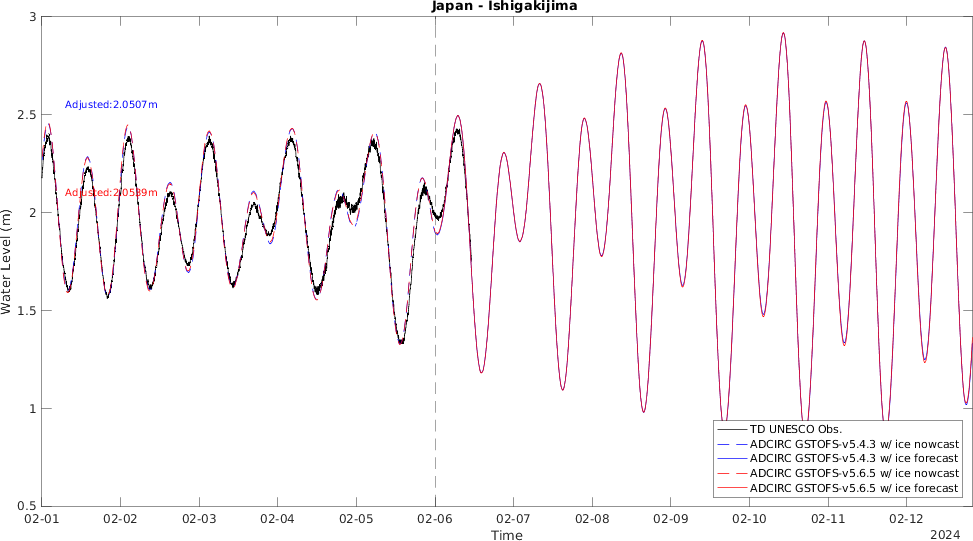 Japan - Ishigakijima
3
2.5
2
1.5
1
0.5
Water Level (m)
Adjusted:2.0507m
Adjusted:2.0539m
TD UNESCO Obs.
ADCIRC GSTOFS-v5.4.3 w/ ice nowcast
ADCIRC GSTOFS-v5.4.3 w/ ice forecast
ADCIRC GSTOFS-v5.6.5 w/ ice nowcast
ADCIRC GSTOFS-v5.6.5 w/ ice forecast
02-01 02-02 02-03 02-04 02-05 02-06 02-07 02-08 02-09 02-10 02-11 02-12
Time
2024